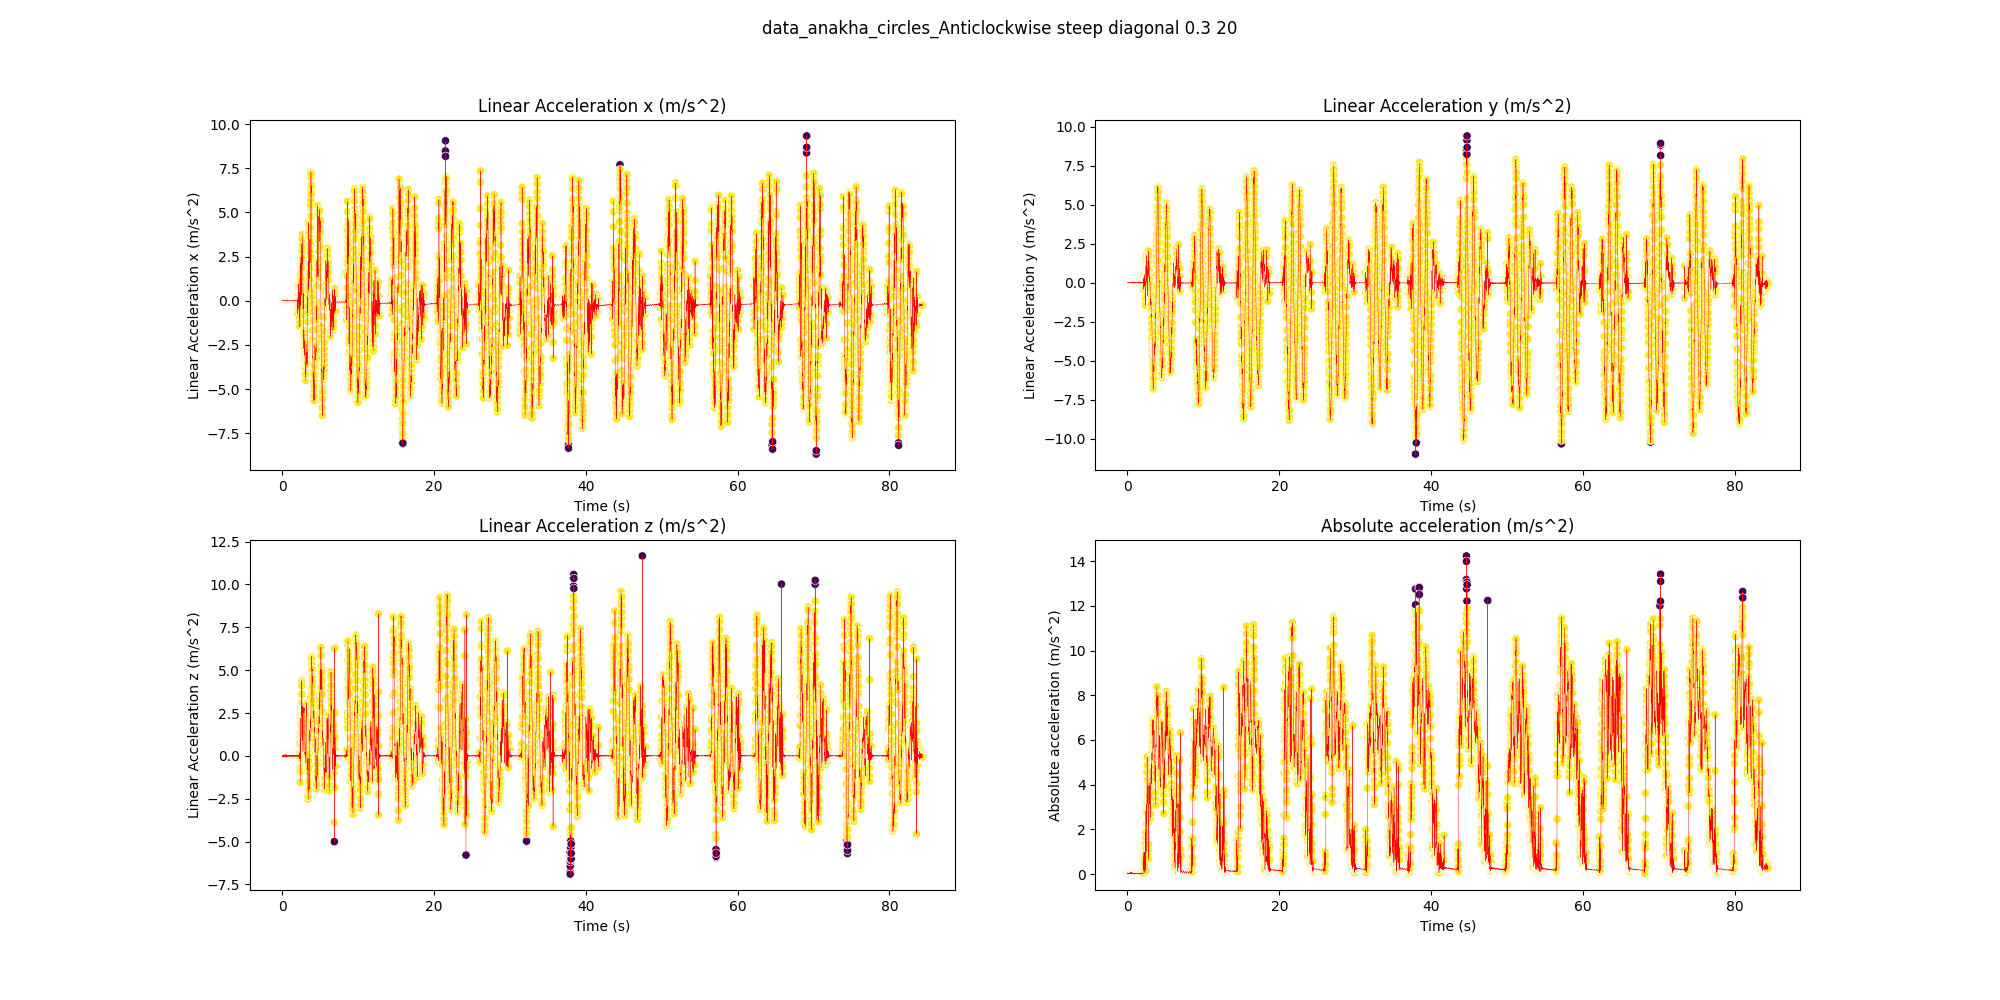 data_anakha_circles_Anticlockwise steep diagonal 0.3 20
Linear Acceleration x (m/s^2)
Linear Acceleration x (m/s^2)
10.0
7.5
5.0
2.5
0.0
−2.5
−5.0
−7.5
0 20 40 60 80
Time (s)
Linear Acceleration y (m/s^2)
Linear Acceleration y (m/s^2)
10.0
7.5
5.0
2.5
0.0
−2.5
−5.0
−7.5
−10.0
0 20 40 60 80
Time (s)
Linear Acceleration z (m/s^2)
Linear Acceleration z (m/s^2)
12.5
10.0
7.5
5.0
2.5
0.0
−2.5
−5.0
−7.5
0 20 40 60 80
Time (s)
Absolute acceleration (m/s^2)
Absolute acceleration (m/s^2)
14
12
10
8
6
4
2
0
0 20 40 60 80
Time (s)